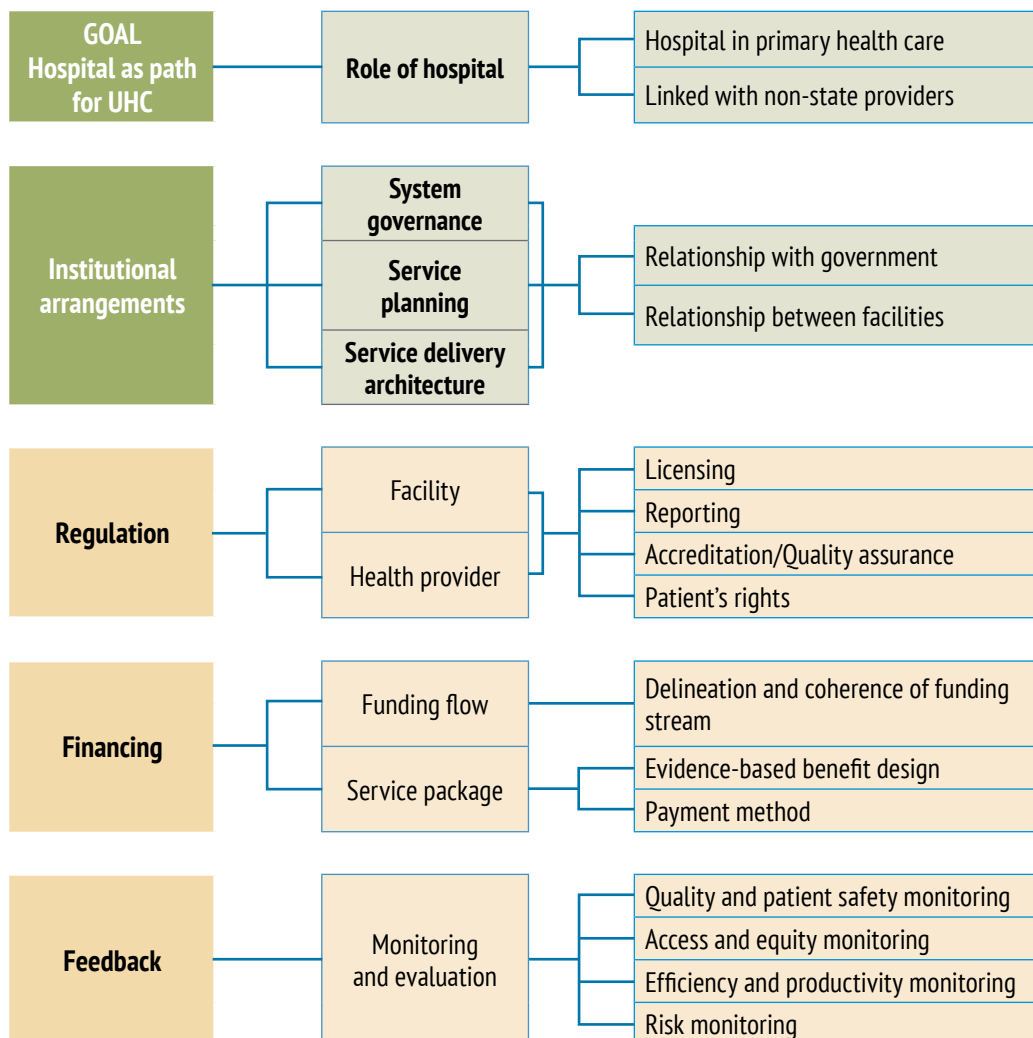 GOAL
Hospital as path
for UHC
Role of hospital
Hospital in primary health care
Linked with non-state providers
Institutional
arrangements
System
governance
Service
planning
Service delivery
architecture
Relationship with government
Relationship between facilities
Regulation
Facility
Health provider
Licensing
Reporting
Accreditation/Quality assurance
Patient's rights
Financing
Funding flow
Service package
Delineation and coherence of funding
stream
Evidence-based benefit design
Payment method
Feedback
Monitoring
and evaluation
Quality and patient safety monitoring
Access and equity monitoring
Efficiency and productivity monitoring
Risk monitoring